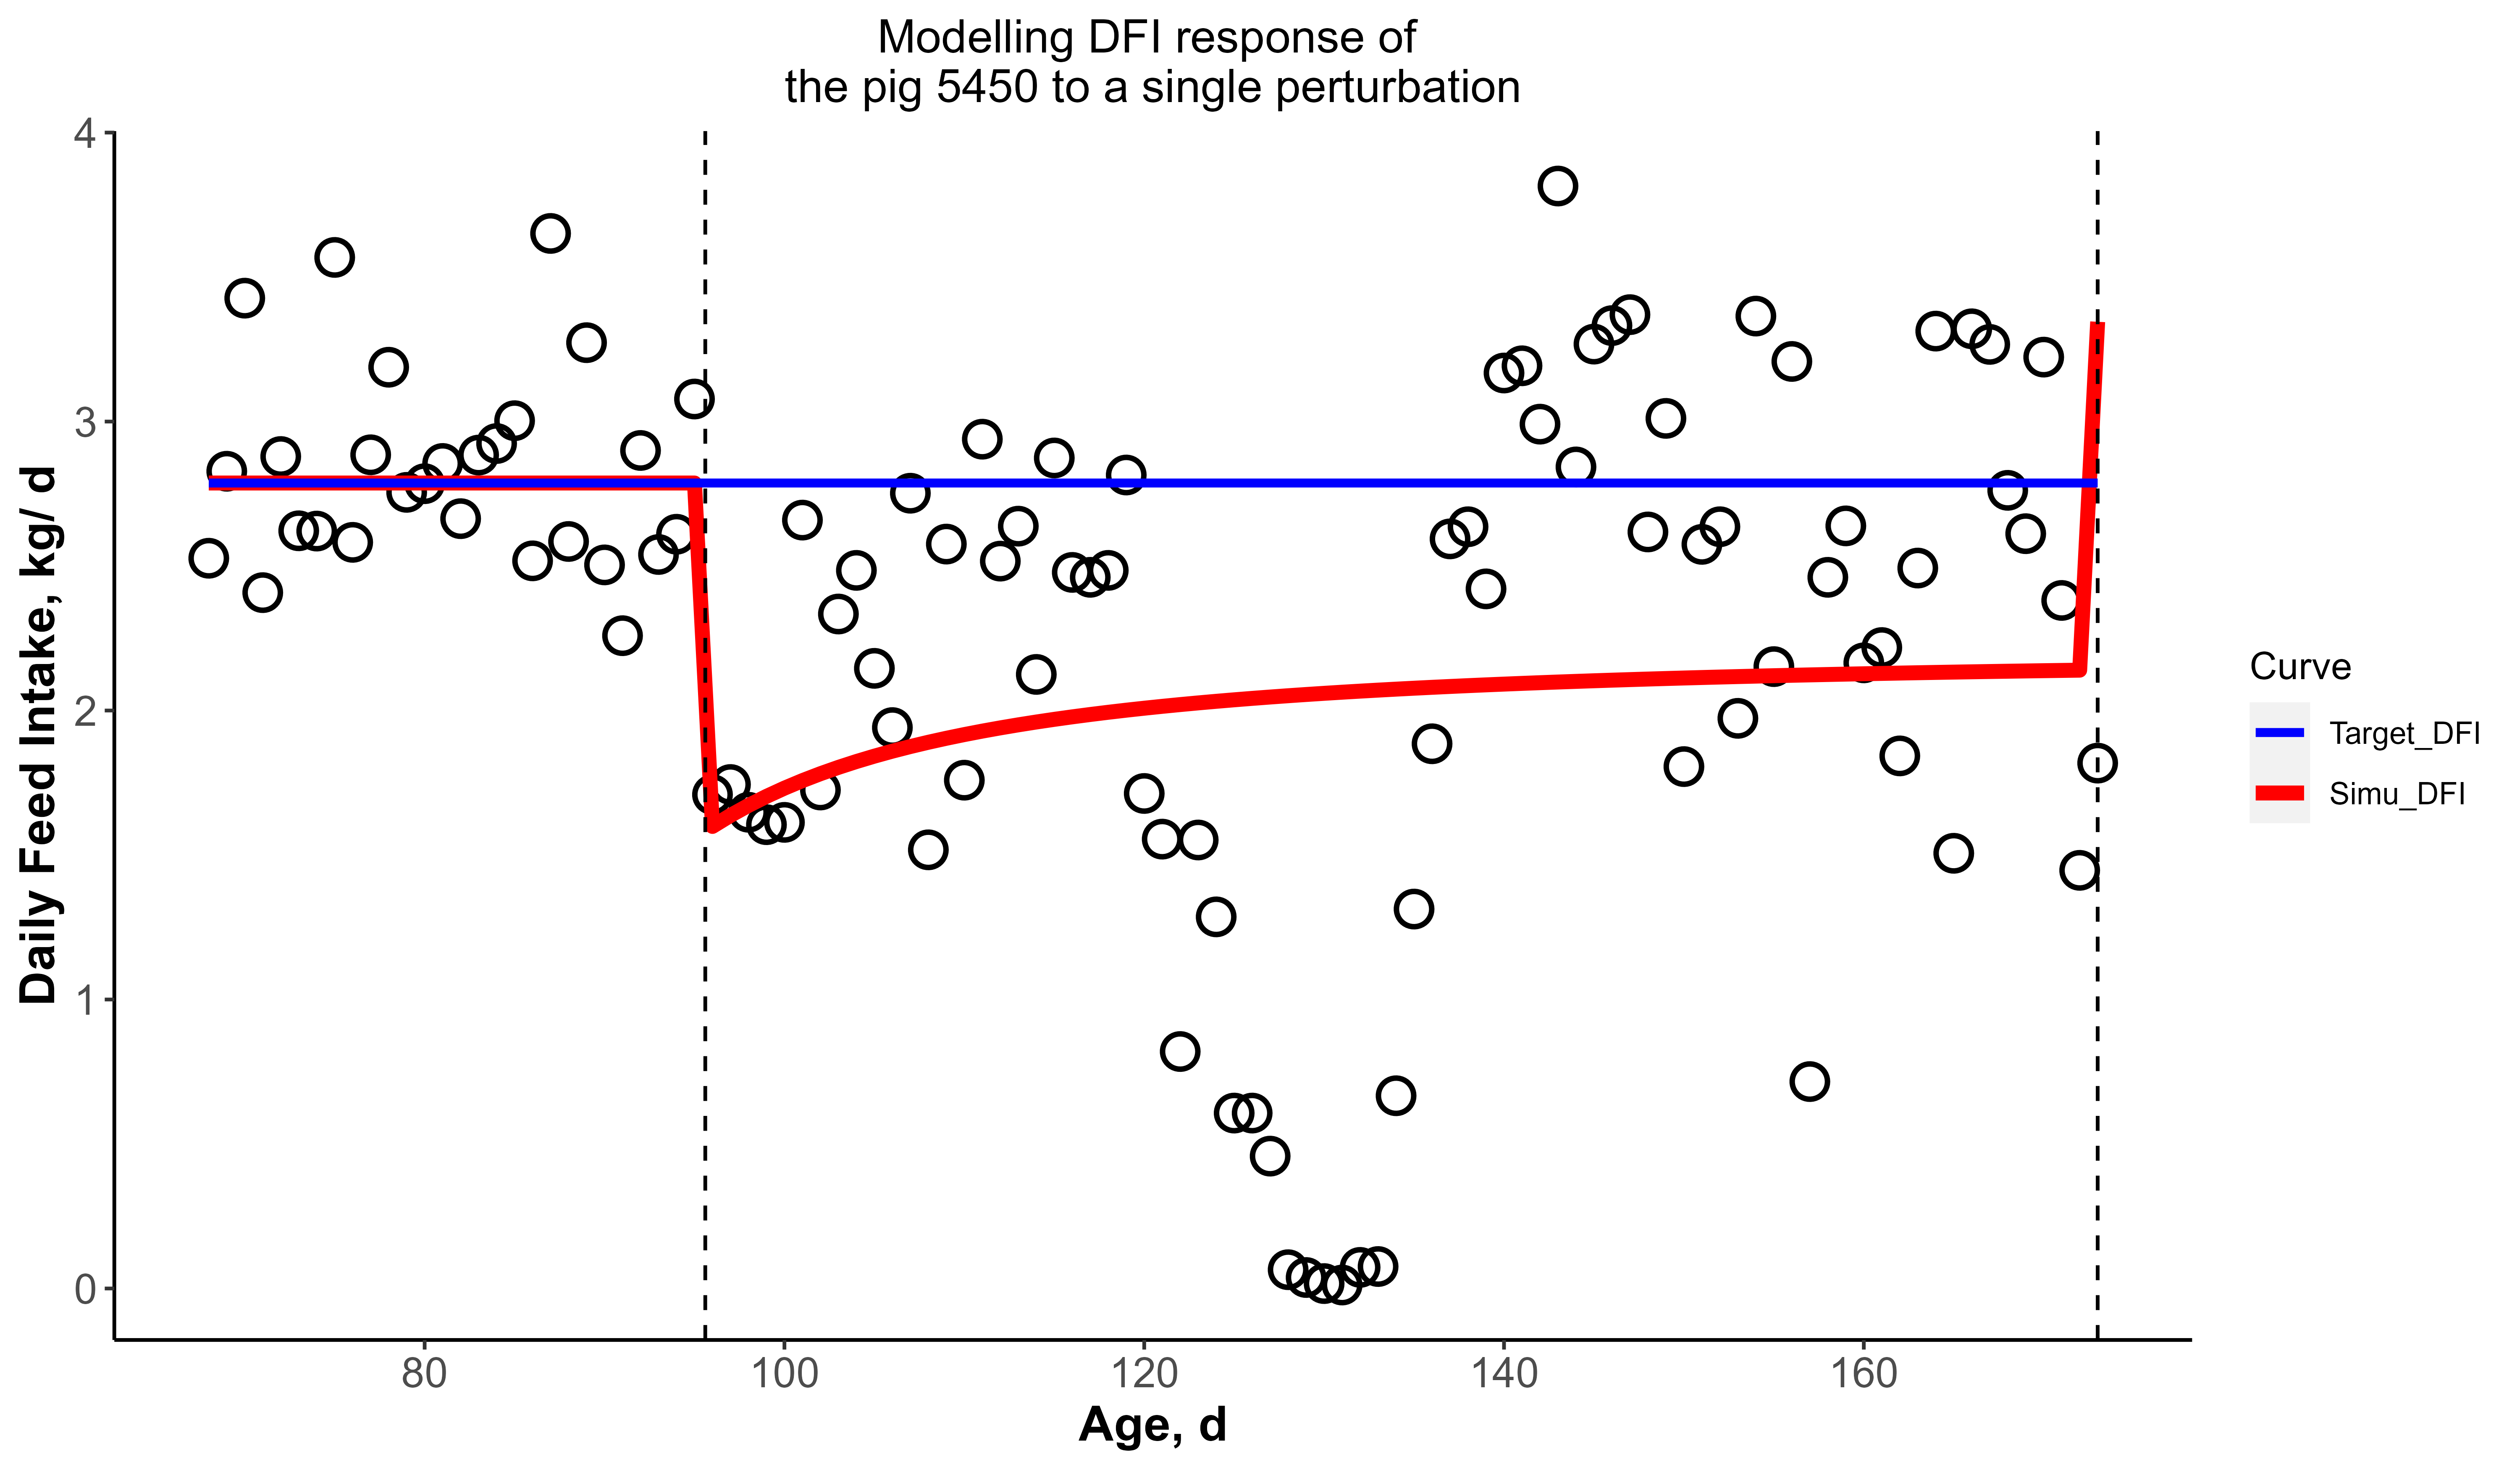 Modelling DFI response of
the pig 5450 to a single perturbation
4
3
2
1
0
Daily Feed Intake, kg/ d
80 100 120 140 160
Age, d
Curve
Target_DFI
Simu_DFI